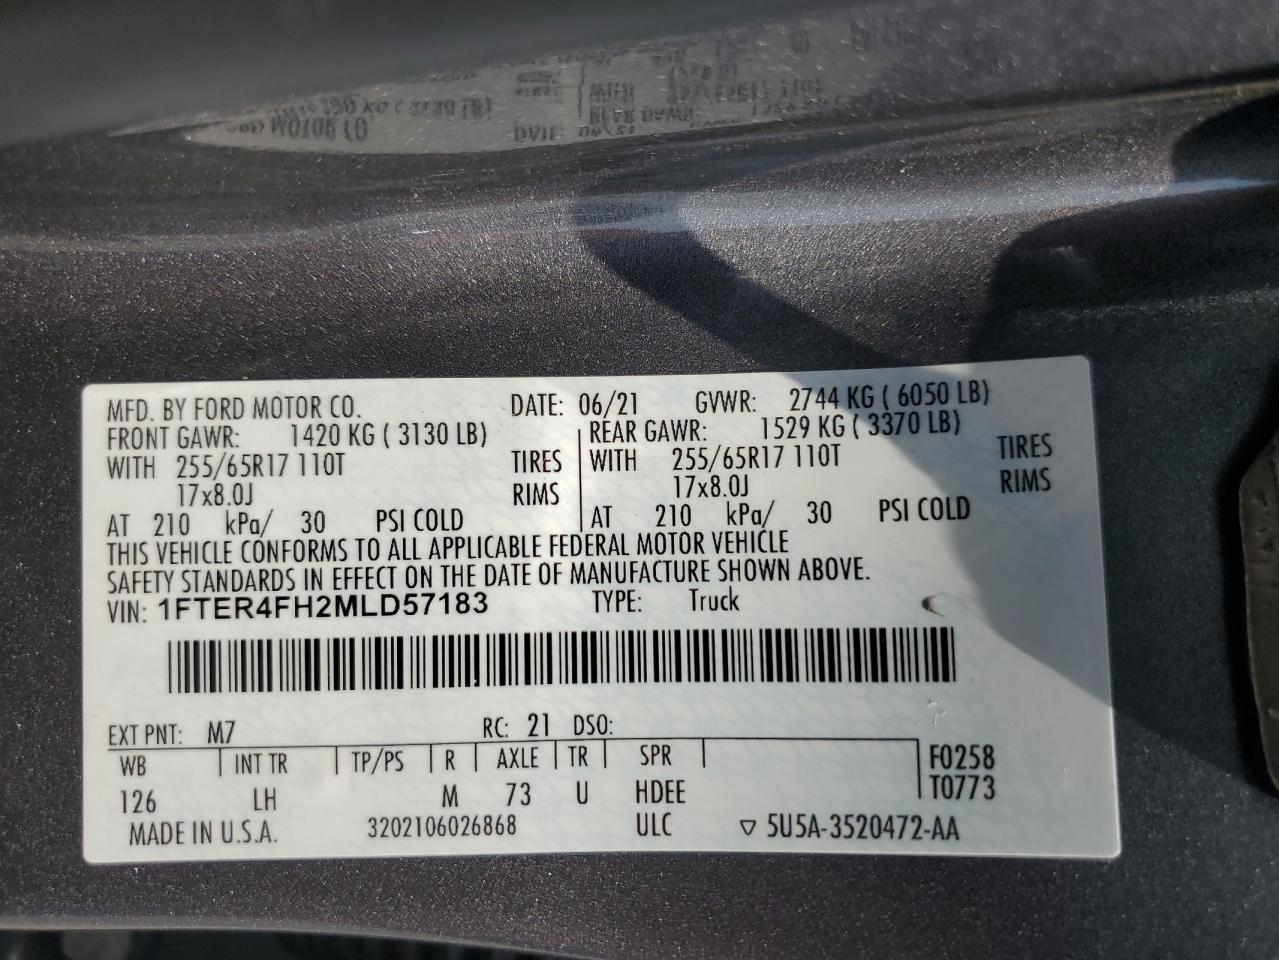 MFD. BY FORD MOTOR CO. DATE: 06/21 GVWR: 2744 KG ( 6050 LB)
FRONT GAWR: 1420 KG ( 3130 LB) REAR GAWR: 1529 KG ( 3370 LB)
WITH 255/65R17 110T TIRES WITH 255/65R17 110T TIRES
17x8.0J RIMS 17x8.0J RIMS
AT 210 kPa/ 30 PSI COLD AT 210 kPa/ 30 PSI COLD
THIS VEHICLE CONFORMS TO ALL APPLICABLE FEDERAL MOTOR VEHICLE
SAFETY STANDARDS IN EFFECT ON THE DATE OF MANUFACTURE SHOWN ABOVE.
VIN: 1FTER4FH2MLD57183 TYPE: Truck
EXT PNT: M7 RC: 21 DSO:
WB INT TR TP/PS R AXLE TR SPR F0258
126 LH M 73 U HDEE T0773
MADE IN U.S.A. 3202106026868 ULC ▽ 5U5A-3520472-AA